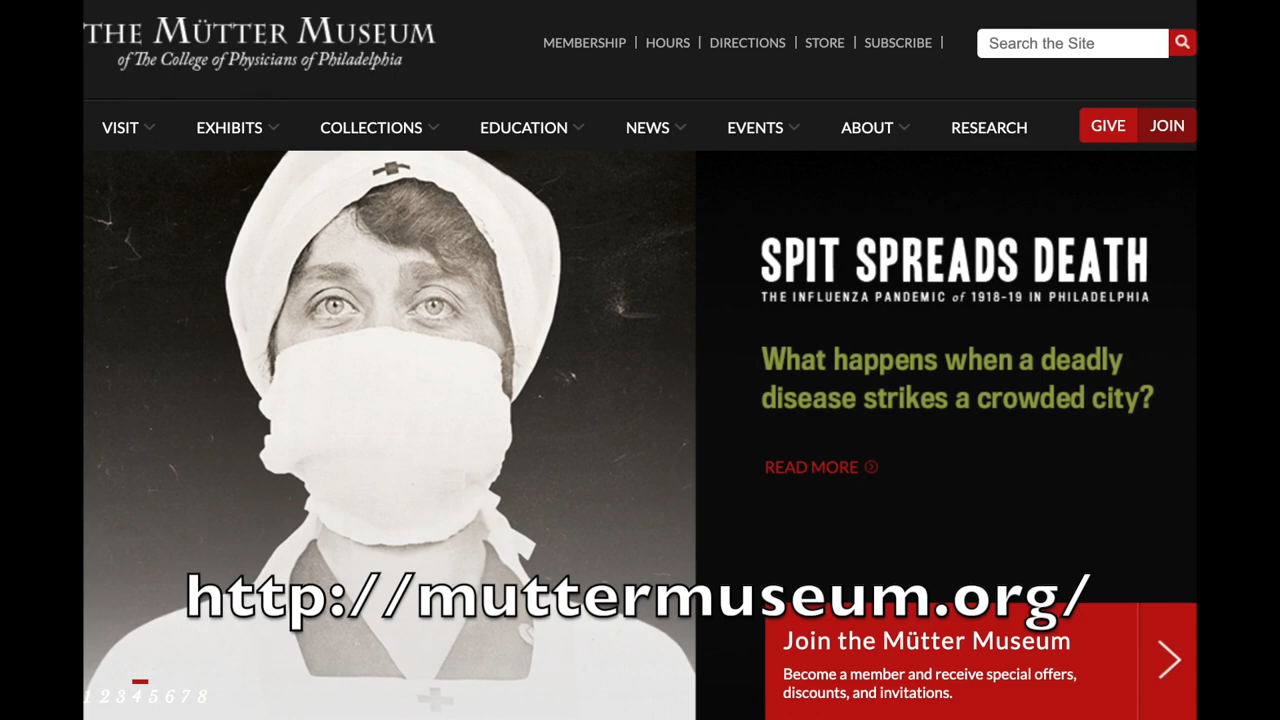 THE MÜTTER MUSEUM
of The College of Physicians of Philadelphia
MEMBERSHIP | HOURS | DIRECTIONS | STORE | SUBSCRIBE |
Search the Site
VISIT EXHIBITS COLLECTIONS EDUCATION NEWS EVENTS ABOUT RESEARCH GIVE JOIN
SPIT SPREADS DEATH
THE INFLUENZA PANDEMIC of 1918-19 IN PHILADELPHIA
What happens when a deadly
disease strikes a crowded city?
READ MORE
http://muttermuseum.org/
Join the Mütter Museum
Become a member and receive special offers,
discounts, and invitations.
1 2 3 4 5 6 7 8